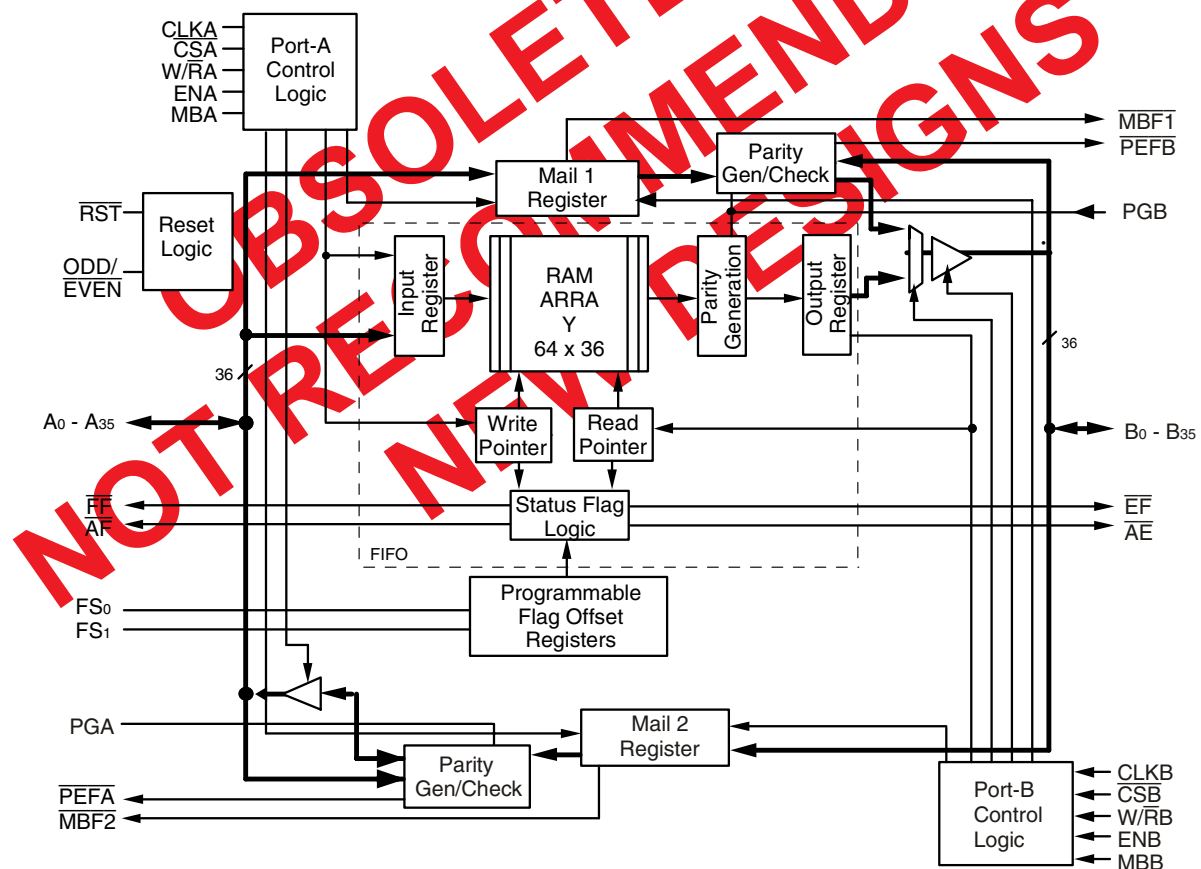 OBSOLETE
NOT RECOMMEND
NEW DESIGNS
CLKA
CSA
W/RA
ENA
MBA
Port-A
Control
Logic
RST
ODD/
EVEN
Reset
Logic
Mail 1
Register
Parity
Gen/Check
MBF1
PEFB
PGB
Input
Register
RAM
ARRA
Y
64 x 36
Parity
Generation
Output
Register
36
36
A0 - A35
B0 - B35
Write
Pointer
Read
Pointer
FF
AF
Status Flag
Logic
EF
AE
FIFO
FS0
FS1
Programmable
Flag Offset
Registers
PGA
Mail 2
Register
Parity
Gen/Check
PEFA
MBF2
Port-B
Control
Logic
CLKB
CSB
W/RB
ENB
MBB